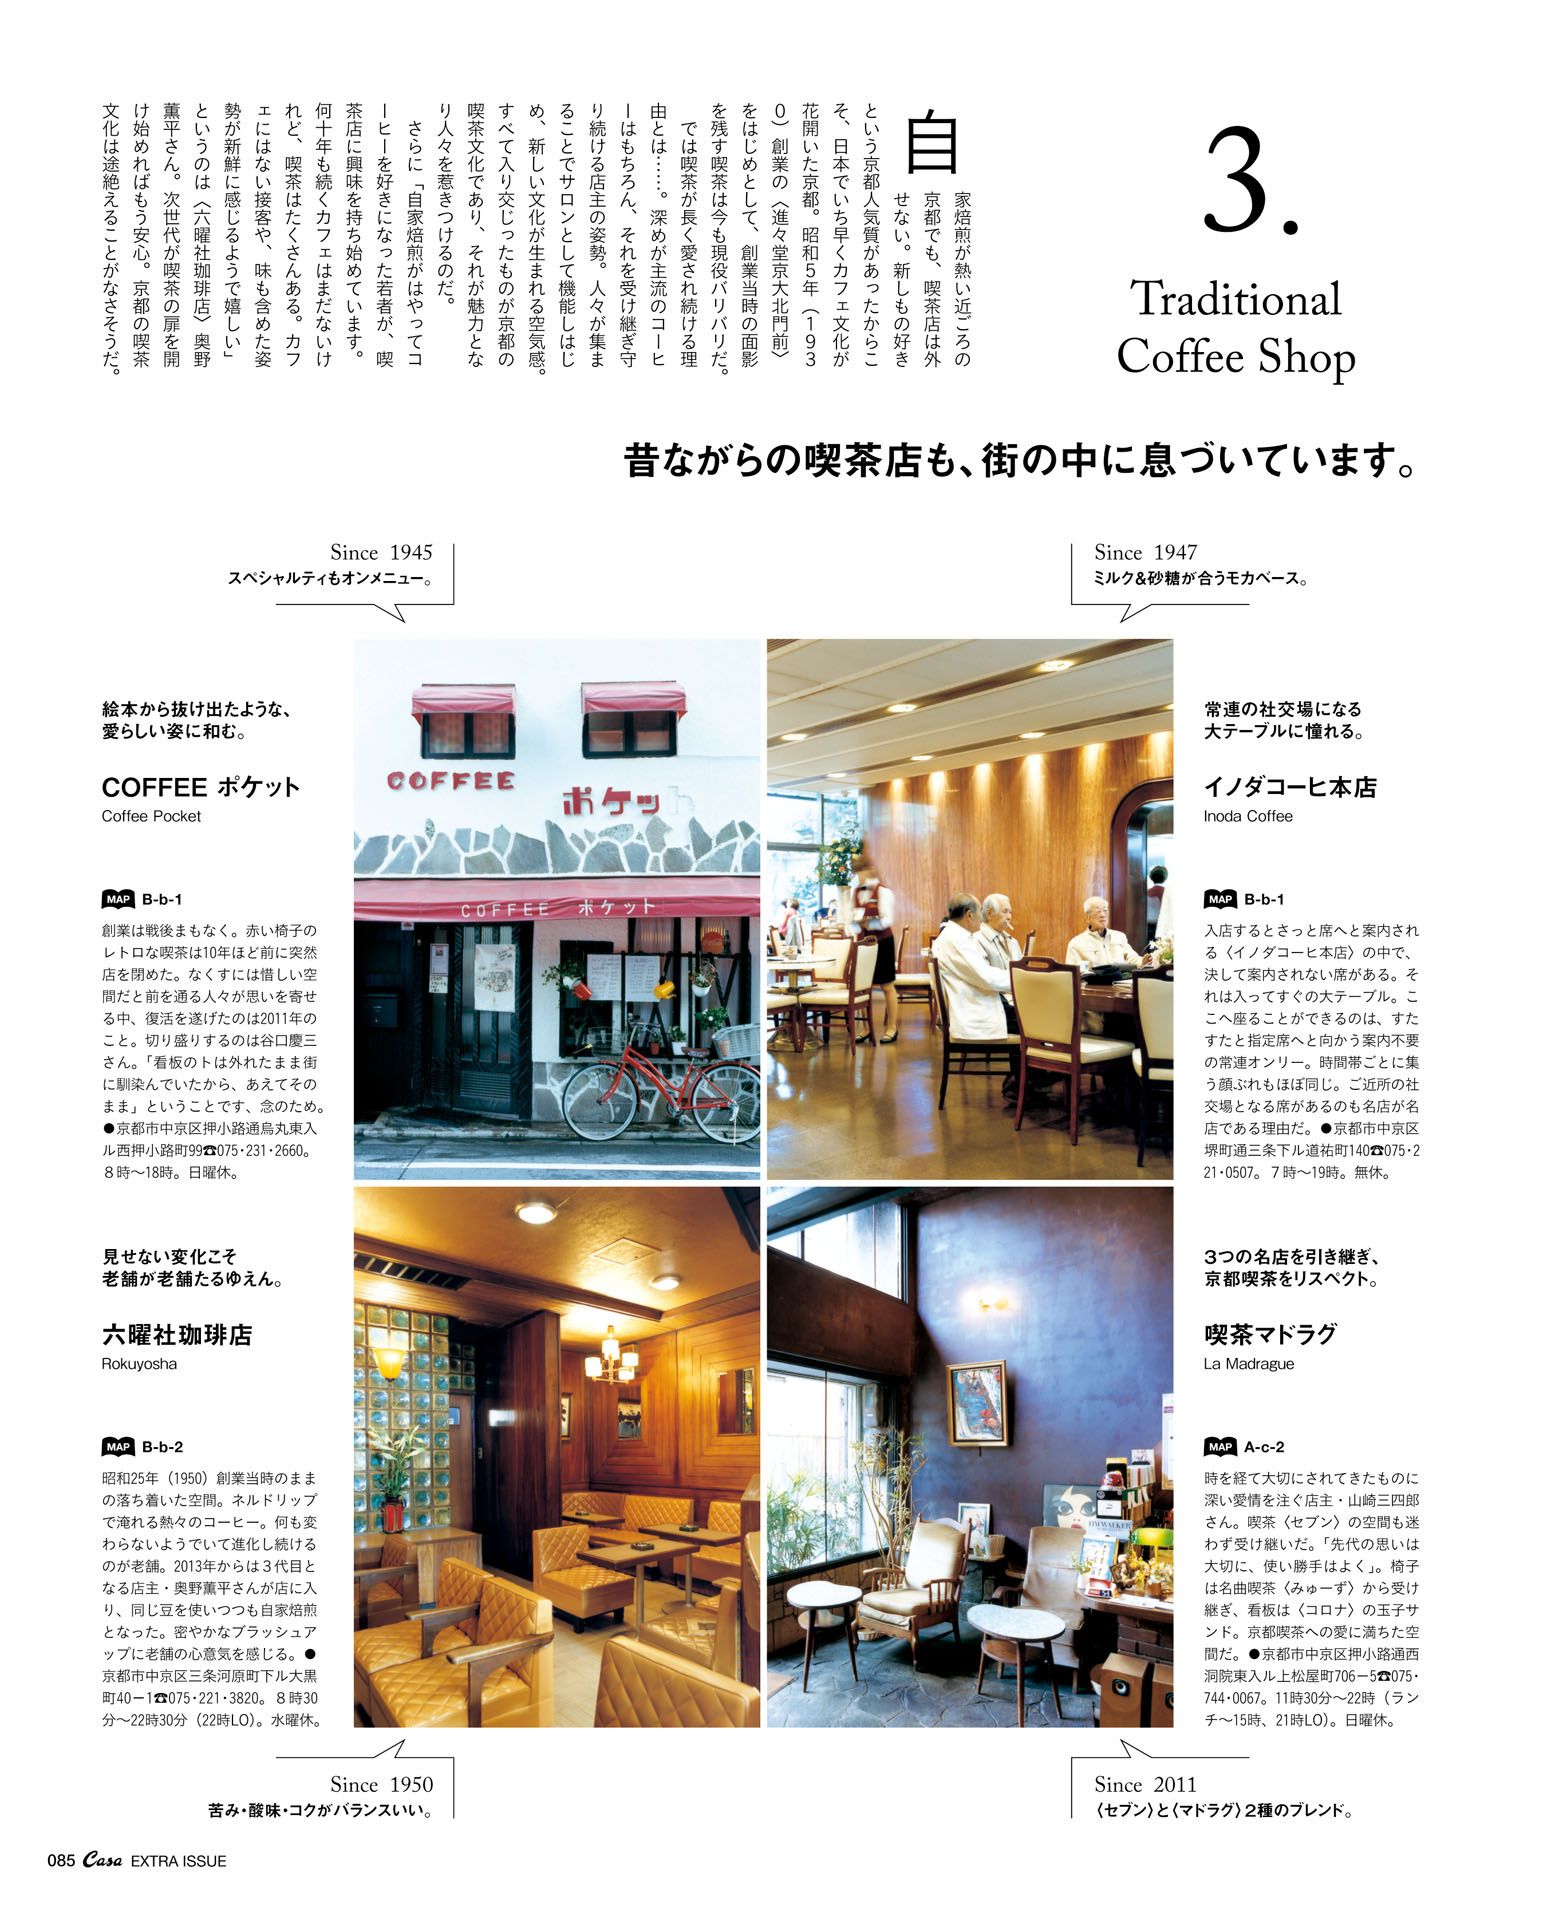 3.
Traditional
Coffee Shop
自家焙煎が熱い近ごろの
京都でも、喫茶店は外
せない。新しもの好き
という京都人気質があったからこ
そ、日本でいち早くカフェ文化が
花開いた京都。昭和5年（193
0）創業の〈進々堂京大北門前〉
をはじめとして、創業当時の面影
を残す喫茶は今も現役バリバリだ。
では喫茶が長く愛され続ける理
由とは……。深めが主流のコーヒ
ーはもちろん、それを受け継ぎ守
り続ける店主の姿勢。人々が集ま
ることでサロンとして機能しはじ
め、新しい文化が生まれる空気感。
すべて入り交じったものが京都の
喫茶文化であり、それが魅力とな
り人々を惹きつけるのだ。
さらに「自家焙煎がはやってコ
ーヒーを好きになった若者が、喫
茶店に興味を持ち始めています。
何十年も続くカフェはまだないけ
れど、喫茶はたくさんある。カフ
ェにはない接客や、味も含めた姿
勢が新鮮に感じるようで嬉しい」
というのは〈六曜社珈琲店〉奥野
薫平さん。次世代が喫茶の扉を開
け始めればもう安心。京都の喫茶
文化は途絶えることがなさそうだ。
昔ながらの喫茶店も、街の中に息づいています。
Since 1945
スペシャルティもオンメニュー。
絵本から抜け出たような、
愛らしい姿に和む。
COFFEE ポケット
Coffee Pocket
MAP B-b-1
創業は戦後まもなく。赤い椅子の
レトロな喫茶は10年ほど前に突然
店を閉めた。なくすには惜しい空
間だと前を通る人々が思いを寄せ
る中、復活を遂げたのは2011年の
こと。切り盛りするのは谷口慶三
さん。「看板のトは外れたまま街
に馴染んでいたから、あえてその
まま」ということです、念のため。
●京都市中京区押小路通烏丸東入
ル西押小路町99☎075・231・2660。
8時〜18時。日曜休。
COFFEE
ポケッ
COFFEE ポケット
Since 1947
ミルク&砂糖が合うモカベース。
常連の社交場になる
大テーブルに憧れる。
イノダコーヒ本店
Inoda Coffee
MAP B-b-1
入店するとさっと席へと案内され
る〈イノダコーヒ本店〉の中で、
決して案内されない席がある。そ
れは入ってすぐの大テーブル。こ
こへ座ることができるのは、すた
すたと指定席へと向かう案内不要
の常連オンリー。時間帯ごとに集
う顔ぶれもほぼ同じ。ご近所の社
交場となる席があるのも名店が名
店である理由だ。●京都市中京区
堺町通三条下ル道祐町140☎075・2
21・0507。7時〜19時。無休。
見せない変化こそ
老舗が老舗たるゆえん。
六曜社珈琲店
Rokuyosha
MAP B-b-2
昭和25年（1950）創業当時のまま
の落ち着いた空間。ネルドリップ
で淹れる熱々のコーヒー。何も変
わらないようでいて進化し続ける
のが老舗。2013年からは3代目と
なる店主・奥野薫平さんが店に入
り、同じ豆を使いつつも自家焙煎
となった。密やかなブラッシュア
ップに老舗の心意気を感じる。●
京都市中京区三条河原町下ル大黒
町40−1☎075・221・3820。8時30
分〜22時30分（22時LO）。水曜休。
Since 1950
苦み・酸味・コクがバランスいい。
3つの名店を引き継ぎ、
京都喫茶をリスペクト。
喫茶マドラグ
La Madrague
MAP A-c-2
時を経て大切にされてきたものに
深い愛情を注ぐ店主・山崎三四郎
さん。喫茶〈セブン〉の空間も迷
わず受け継いだ。「先代の思いは
大切に、使い勝手はよく」。椅子
は名曲喫茶〈みゅーず〉から受け
継ぎ、看板は〈コロナ〉の玉子サ
ンド。京都喫茶への愛に満ちた空
間だ。●京都市中京区押小路通西
洞院東入ル上松屋町706−5☎075・
744・0067。11時30分〜22時（ラン
チ〜15時、21時LO）。日曜休。
Since 2011
〈セブン〉と〈マドラグ〉2種のブレンド。
085 Casa EXTRA ISSUE